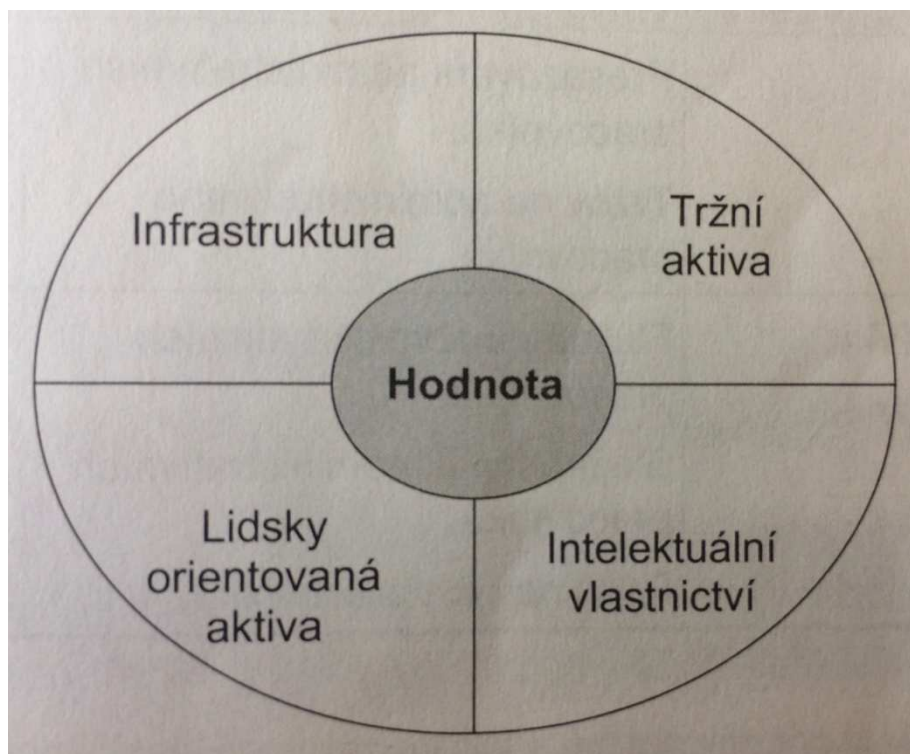 Infrastruktura
Tržní
aktiva
Hodnota
Lidsky
orientovaná
aktiva
Intelektuální
vlastnictví